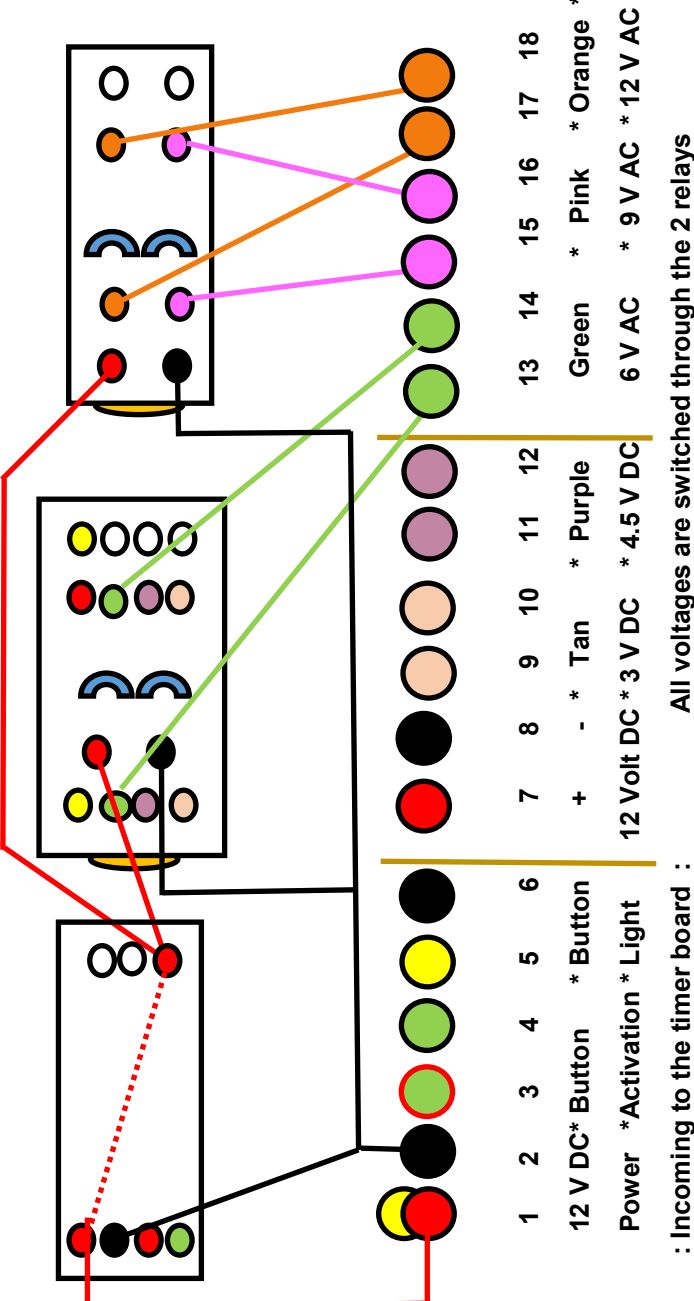 1 2 3 4 5 6 7 8 9 10 11 12 13 14 15 16 17 18
12 V DC* Button * Button + - * Tan * Purple Green * Pink * Orange *
Power *Activation * Light 12 Volt DC * 3 V DC * 4.5 V DC 6 V AC * 9 V AC * 12 V AC
: Incoming to the timer board : All voltages are switched through the 2 relays